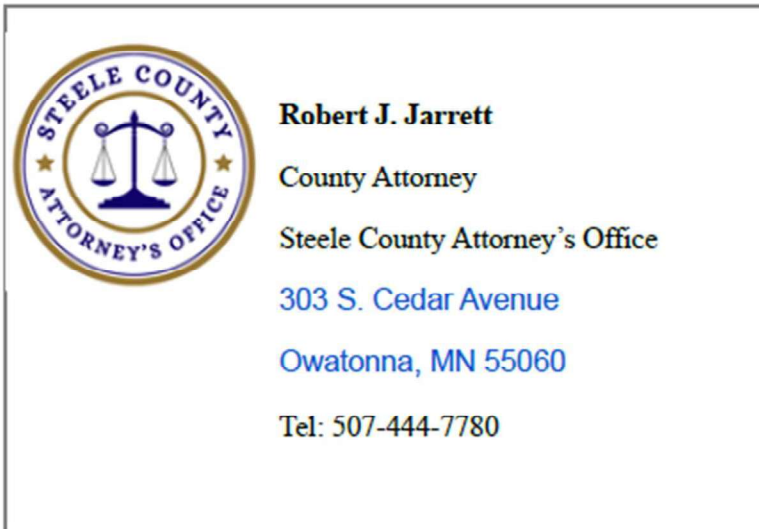 STEELE COUNTY
ATTORNEY'S OFFICE
Robert J. Jarrett
County Attorney
Steele County Attorney’s Office
303 S. Cedar Avenue
Owatonna, MN 55060
Tel: 507-444-7780